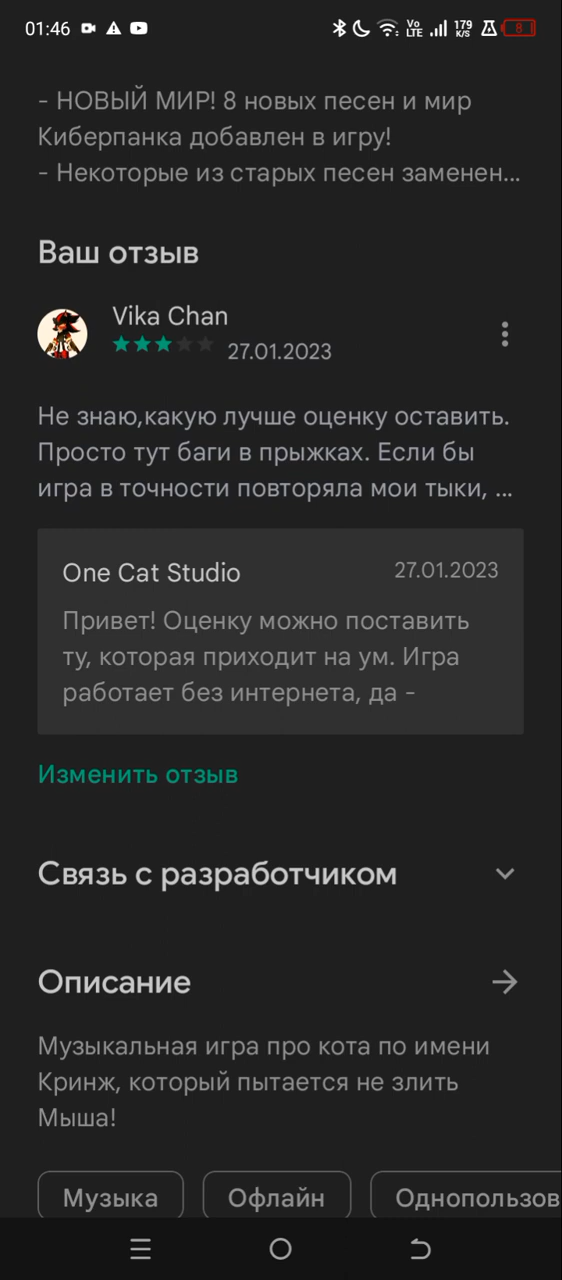 01:46
Vo
LTE
179
K/S
8
- НОВЫЙ МИР! 8 новых песен и мир
Киберпанка добавлен в игру!
- Некоторые из старых песен заменен...
Ваш отзыв
Vika Chan
27.01.2023
Не знаю,какую лучше оценку оставить.
Просто тут баги в прыжках. Если бы
игра в точности повторяла мои тыки, ...
One Cat Studio 27.01.2023
Привет! Оценку можно поставить
ту, которая приходит на ум. Игра
работает без интернета, да -
Изменить отзыв
Связь с разработчиком
Описание
Музыкальная игра про кота по имени
Кринж, который пытается не злить
Мыша!
Музыка Офлайн Однопользов